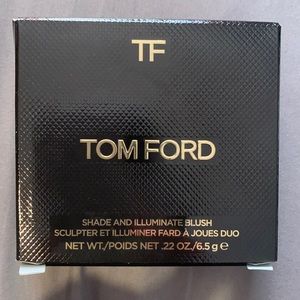 TF
TOM FORD
SHADE AND ILLUMINATE BLUSH
SCULPTER ET ILLUMINER FARD À JOUES DUO
NET WT./POIDS NET .22 OZ./6.5 g ℮